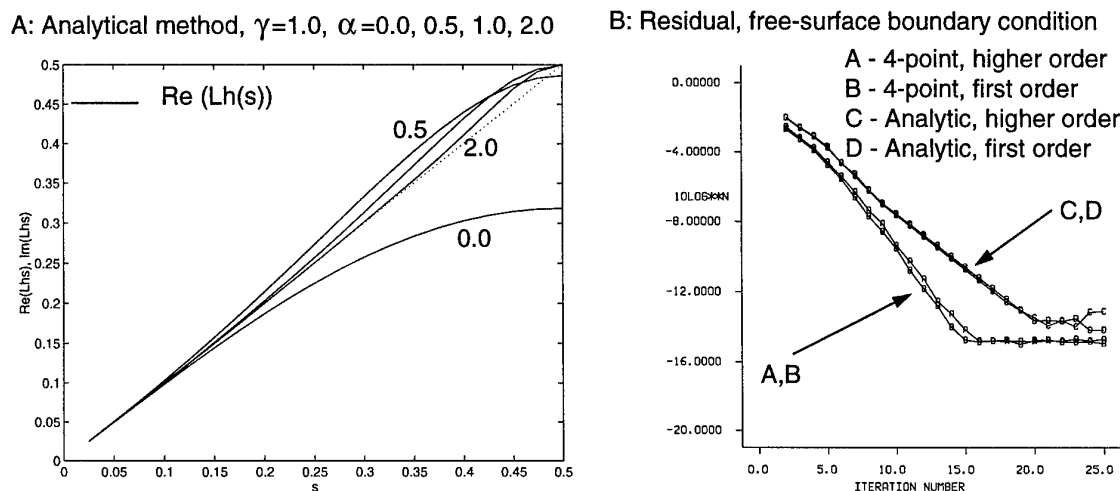 A: Analytical method, γ=1.0, α=0.0, 0.5, 1.0, 2.0
0.5
0.45
0.4
0.35
0.3
0.25
0.2
0.15
0.1
0.05
0
Re(Lhs), Im(Lhs)
Re (Lh(s))
0.5
2.0
0.0
0
0.05
0.1
0.15
0.2
0.25
0.3
0.35
0.4
0.45
0.5
s
B: Residual, free-surface boundary condition
A - 4-point, higher order
B - 4-point, first order
C - Analytic, higher order
D - Analytic, first order
0.00000
-4.00000
10LOG**N
-8.00000
-12.0000
-16.0000
-20.0000
C,D
A,B
0.0
5.0
10.0
15.0
20.0
25.0
ITERATION NUMBER